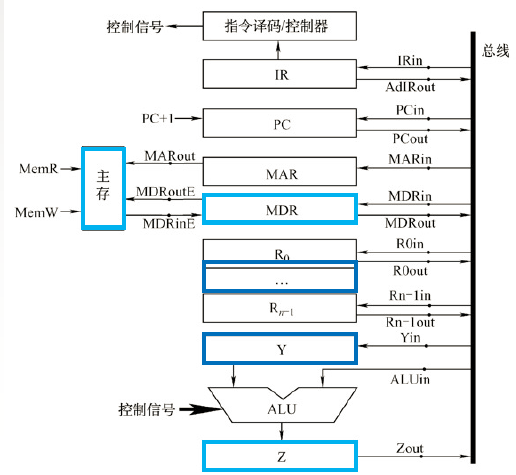 控制信号
指令译码/控制器
总线
IRin
IR
AdIRout
PC+1
PC
PCin
PCout
MARout
MAR
MARin
MemR
主存
MDRoutE
MDR
MDRin
MemW
MDRinE
MDRout
R0in
R0
R0out
…
Rn-1in
Rn-1
Rn-1out
Yin
Y
ALUin
控制信号
ALU
Z
Zout